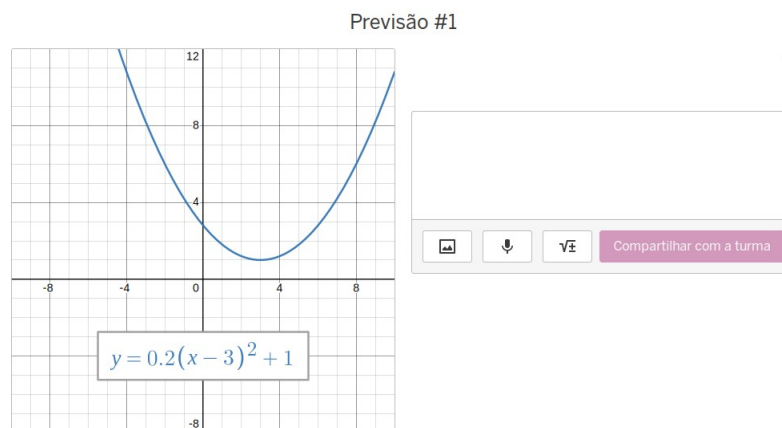 Previsão #1
12
8
4
-8 -4 0 4 8
y = 0.2(x − 3)² + 1
-8
√±
Compartilhar com a turma